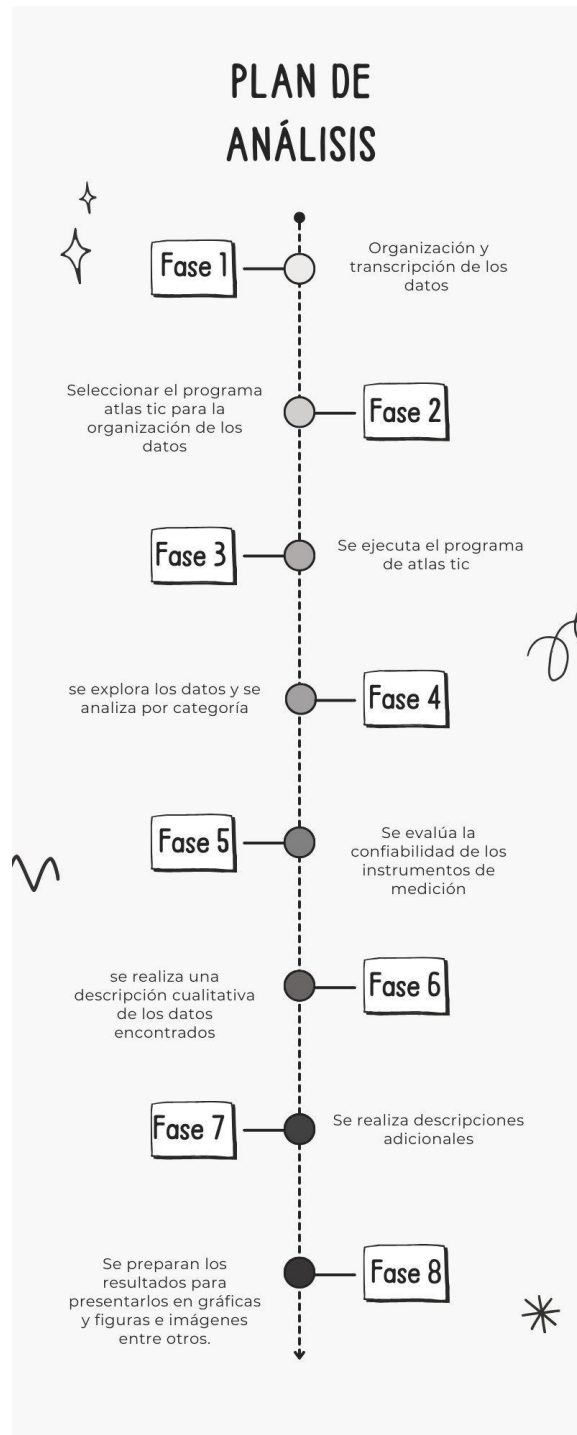 PLAN DE
ANÁLISIS
Fase 1
Organización y
transcripción de los
datos
Seleccionar el programa
atlas tic para la
organización de los
datos
Fase 2
Fase 3
Se ejecuta el programa
de atlas tic
se explora los datos y se
analiza por categoría
Fase 4
Fase 5
Se evalúa la
confiabilidad de los
instrumentos de
medición
se realiza una
descripción cualitativa
de los datos
encontrados
Fase 6
Fase 7
Se realiza descripciones
adicionales
Se preparan los
resultados para
presentarlos en gráficas
y figuras e imágenes
entre otros.
Fase 8